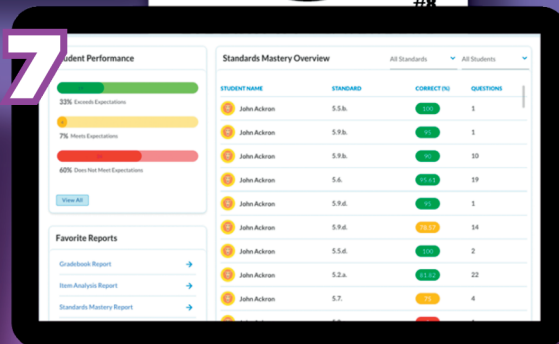 #8
7
Student Performance
33% Exceeds Expectations
7% Meets Expectations
60% Does Not Meet Expectations
View All
Favorite Reports
Gradebook Report
Item Analysis Report
Standards Mastery Report
Standards Mastery Overview
All Standards All Students
STUDENT NAME STANDARD CORRECT (%) QUESTIONS
John Ackron 5.5.b. 100 1
John Ackron 5.9.b. 95 1
John Ackron 5.9.b. 90 10
John Ackron 5.6. 95.61 19
John Ackron 5.9.d. 95 1
John Ackron 5.9.d. 78.57 14
John Ackron 5.5.d. 100 2
John Ackron 5.2.a. 81.82 22
John Ackron 5.7. 75 4